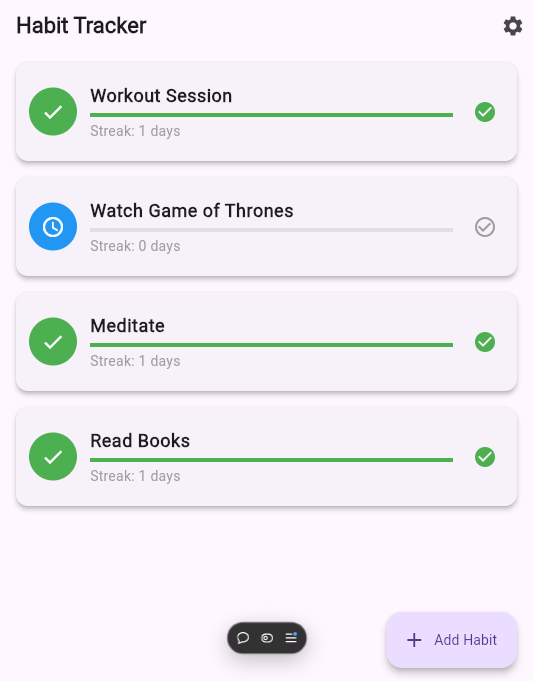 Habit Tracker
Workout Session
Streak: 1 days
Watch Game of Thrones
Streak: 0 days
Meditate
Streak: 1 days
Read Books
Streak: 1 days
Add Habit